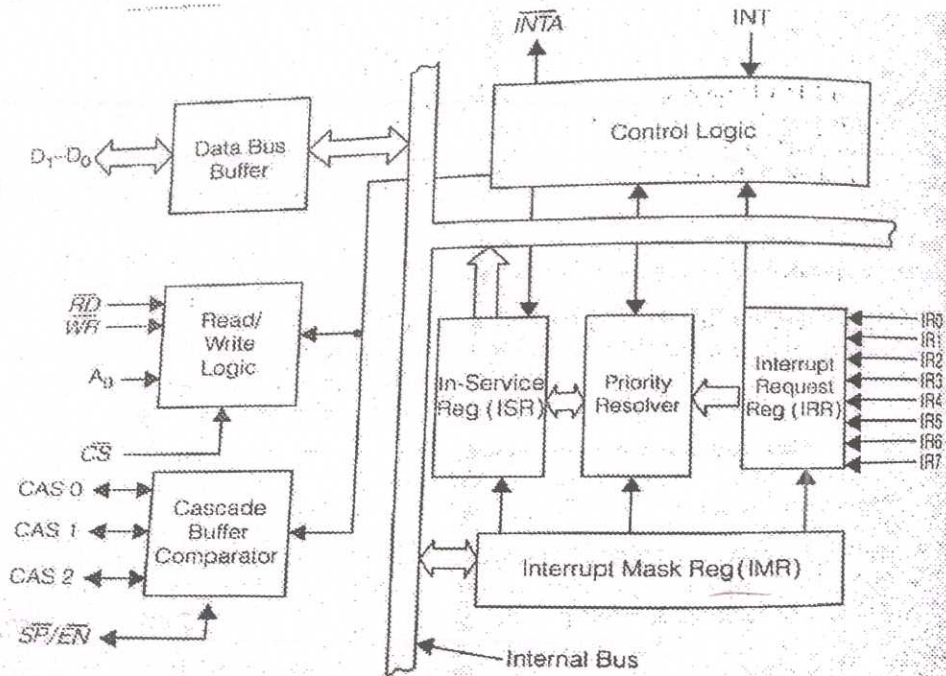 INTA
INT
Control Logic
D₁–D₀
Data Bus
Buffer
RD
WR
A₀
CS
Read/
Write
Logic
In-Service
Reg (ISR)
Priority
Resolver
Interrupt
Request
Reg (IRR)
IR0
IR1
IR2
IR3
IR4
IR5
IR6
IR7
CAS 0
CAS 1
CAS 2
Cascade
Buffer
Comparator
SP/EN
Interrupt Mask Reg (IMR)
Internal Bus